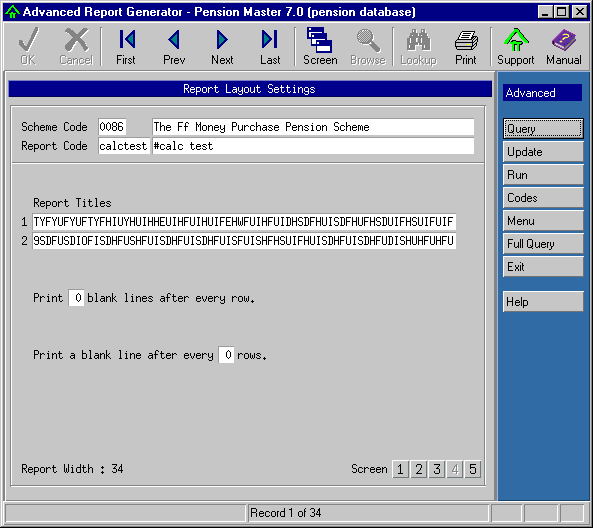 Advanced Report Generator - Pension Master 7.0 (pension database)
OK Cancel First Prev Next Last Screen Browse Lookup Print Support Manual
Report Layout Settings
Advanced
Scheme Code 0086 The Ff Money Purchase Pension Scheme
Report Code calctest #calc test
Query
Update
Run
Codes
Menu
Full Query
Exit
Help
Report Titles
1 TYFYUFYUFTYFHIUYHUIHHEUIHFUIHUIFEHWFUIHFUIDHSDFHUISDFHUFHSDUIFHSUIFUIF
2 9SDFUSDIOFISDHFUSHFUISDHFUISDHFUISFUISHFHSUIFHUISDHFUISDHFUDISHUHFUHFU
Print 0 blank lines after every row.
Print a blank line after every 0 rows.
Report Width : 34 Screen 1 2 3 4 5
Record 1 of 34